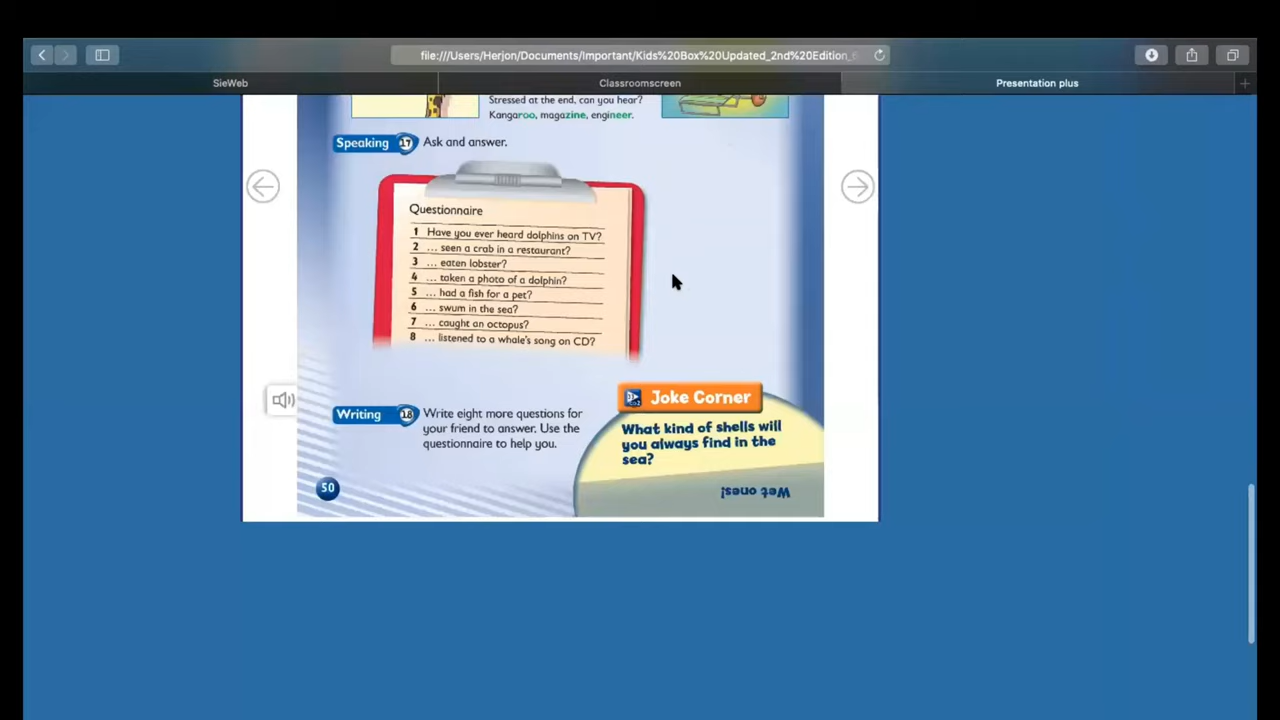 file:///Users/Herjon/Documents/Important/Kids%20Box%20Updated_2nd%20Edition_
SieWeb
Classroomscreen
Presentation plus
Stressed at the end, can you hear?
Kangaroo, magazine, engineer.
Speaking 17 Ask and answer.
Questionnaire
1 Have you ever heard dolphins on TV?
2 ... seen a crab in a restaurant?
3 ... eaten lobster?
4 ... taken a photo of a dolphin?
5 ... had a fish for a pet?
6 ... swum in the sea?
7 ... caught an octopus?
8 ... listened to a whale's song on CD?
Writing 18 Write eight more questions for
your friend to answer. Use the
questionnaire to help you.
Joke Corner
What kind of shells will
you always find in the
sea?
Wet ones!
50